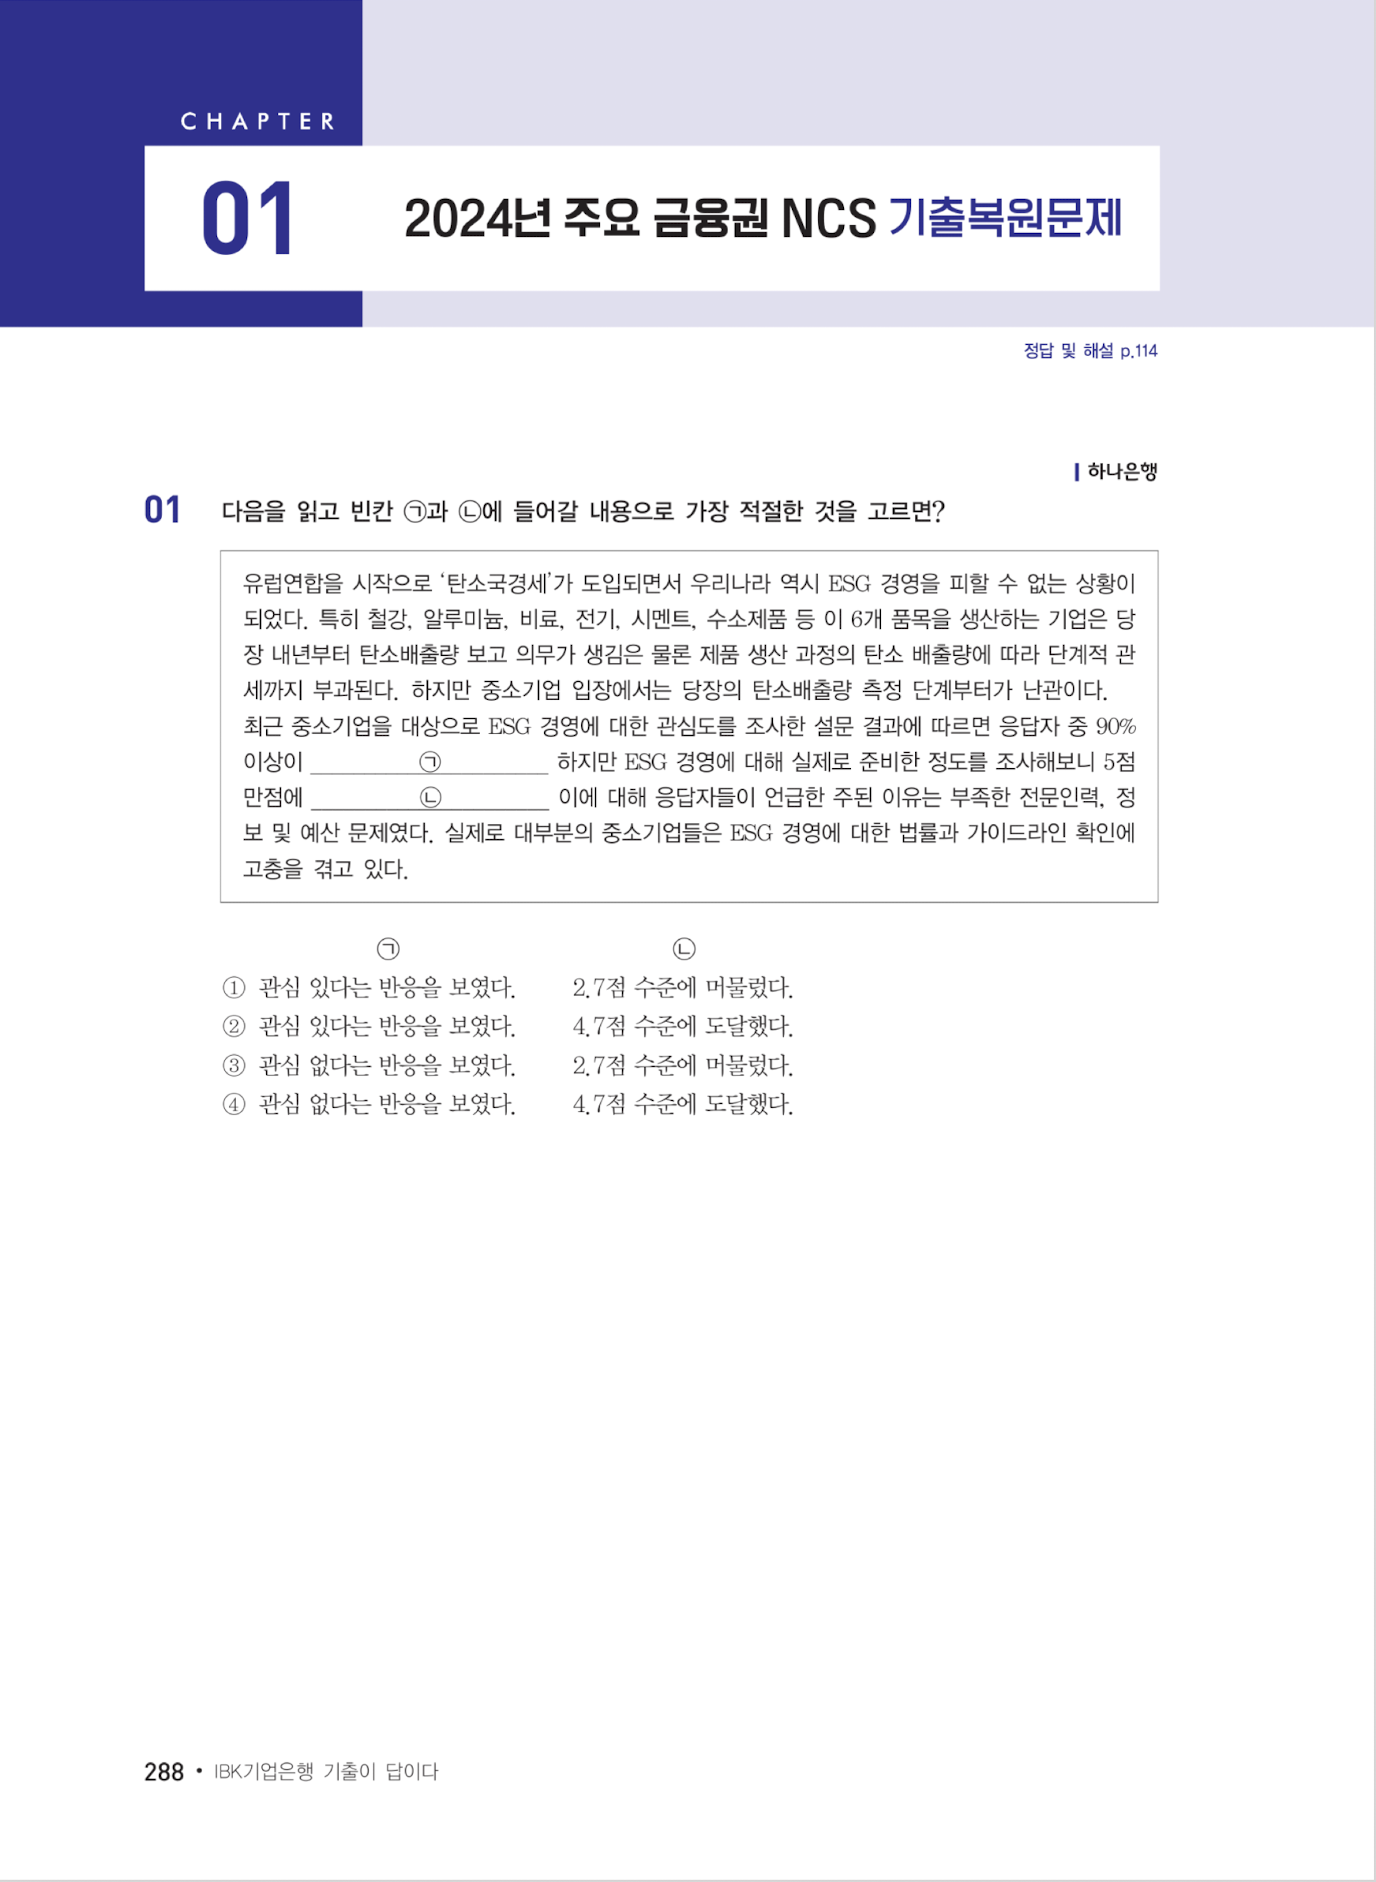 CHAPTER
01
2024년 주요 금융권 NCS 기출복원문제
정답 및 해설 p.114
하나은행
01 다음을 읽고 빈칸 ㉠과 ㉡에 들어갈 내용으로 가장 적절한 것을 고르면?
유럽연합을 시작으로 ‘탄소국경세’가 도입되면서 우리나라 역시 ESG 경영을 피할 수 없는 상황이
되었다. 특히 철강, 알루미늄, 비료, 전기, 시멘트, 수소제품 등 이 6개 품목을 생산하는 기업은 당
장 내년부터 탄소배출량 보고 의무가 생김은 물론 제품 생산 과정의 탄소 배출량에 따라 단계적 관
세까지 부과된다. 하지만 중소기업 입장에서는 당장의 탄소배출량 측정 단계부터가 난관이다.
최근 중소기업을 대상으로 ESG 경영에 대한 관심도를 조사한 설문 결과에 따르면 응답자 중 90%
이상이 ㉠ 하지만 ESG 경영에 대해 실제로 준비한 정도를 조사해보니 5점
만점에 ㉡ 이에 대해 응답자들이 언급한 주된 이유는 부족한 전문인력, 정
보 및 예산 문제였다. 실제로 대부분의 중소기업들은 ESG 경영에 대한 법률과 가이드라인 확인에
고충을 겪고 있다.
㉠ ㉡
① 관심 있다는 반응을 보였다. 2.7점 수준에 머물렀다.
② 관심 있다는 반응을 보였다. 4.7점 수준에 도달했다.
③ 관심 없다는 반응을 보였다. 2.7점 수준에 머물렀다.
④ 관심 없다는 반응을 보였다. 4.7점 수준에 도달했다.
288 • IBK기업은행 기출이 답이다